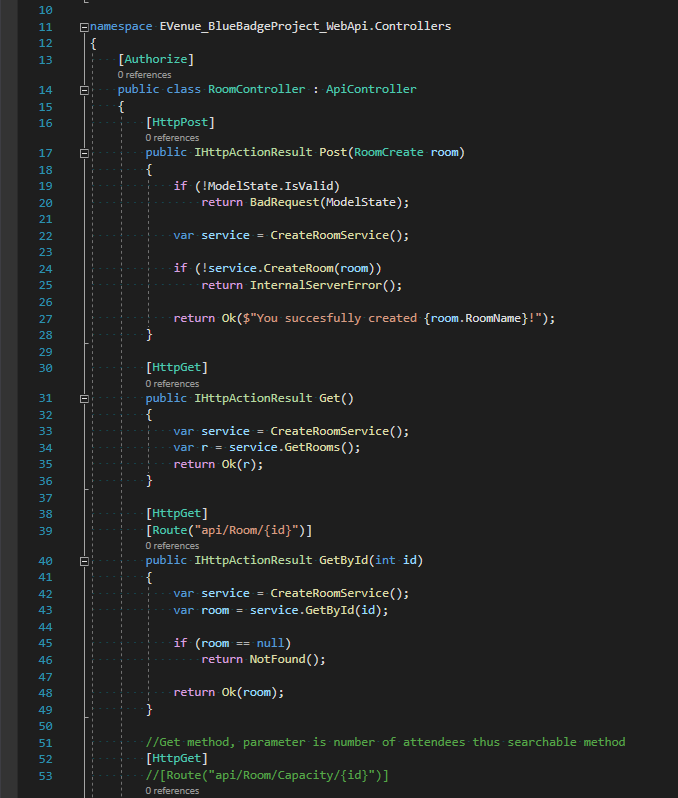 10
11 namespace EVenue_BlueBadgeProject_WebApi.Controllers
12 {
13 [Authorize]
0 references
14 public class RoomController : ApiController
15 {
16 [HttpPost]
0 references
17 public IHttpActionResult Post(RoomCreate room)
18 {
19 if (!ModelState.IsValid)
20 return BadRequest(ModelState);
21
22 var service = CreateRoomService();
23
24 if (!service.CreateRoom(room))
25 return InternalServerError();
26
27 return Ok($"You succesfully created {room.RoomName}!");
28 }
29
30 [HttpGet]
0 references
31 public IHttpActionResult Get()
32 {
33 var service = CreateRoomService();
34 var r = service.GetRooms();
35 return Ok(r);
36 }
37
38 [HttpGet]
39 [Route("api/Room/{id}")]
0 references
40 public IHttpActionResult GetById(int id)
41 {
42 var service = CreateRoomService();
43 var room = service.GetById(id);
44
45 if (room == null)
46 return NotFound();
47
48 return Ok(room);
49 }
50
51 //Get method, parameter is number of attendees thus searchable method
52 [HttpGet]
53 //[Route("api/Room/Capacity/{id}")]
0 references